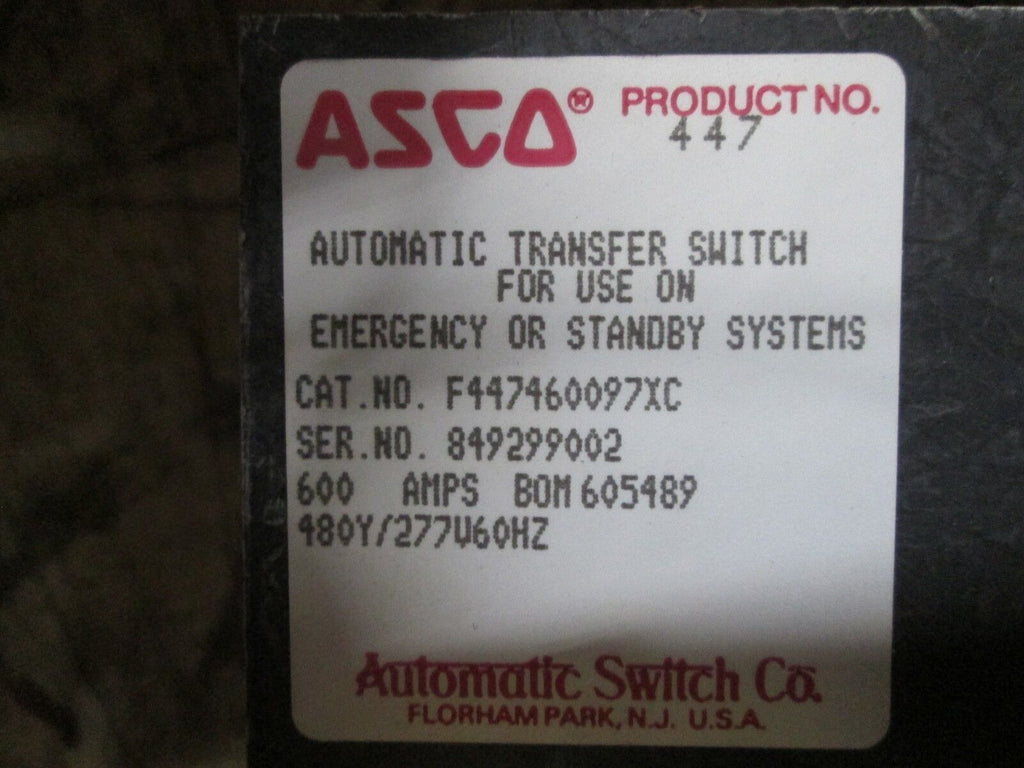 ASCO® PRODUCT NO.
447
AUTOMATIC TRANSFER SWITCH
FOR USE ON
EMERGENCY OR STANDBY SYSTEMS
CAT.NO. F447460097XC
SER.NO. 849299002
600 AMPS BOM 605489
480Y/277V60HZ
Automatic Switch Co.
FLORHAM PARK, N.J. U.S.A.